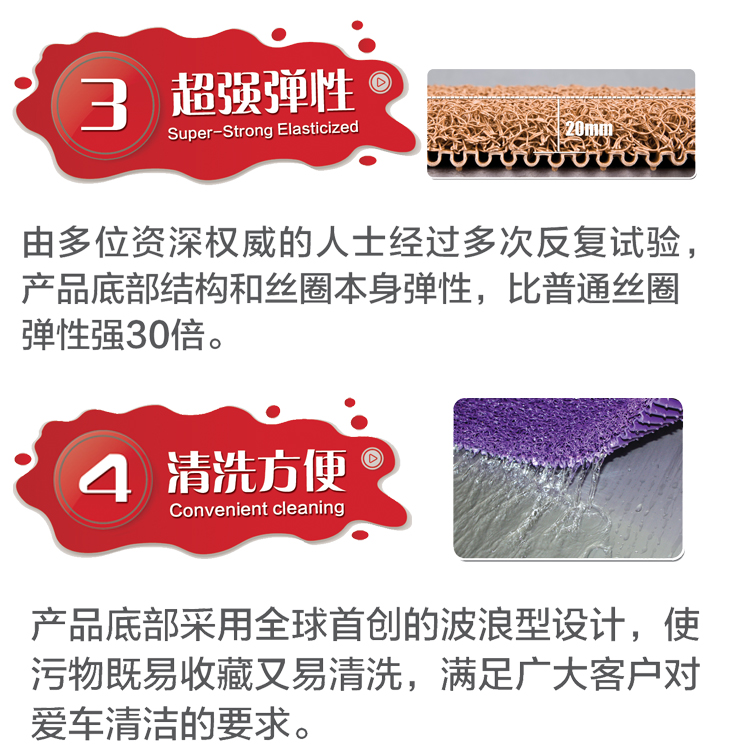 3
超强弹性
Super-Strong Elasticized
20mm
由多位资深权威的人士经过多次反复试验，
产品底部结构和丝圈本身弹性，比普通丝圈
弹性强30倍。
4
清洗方便
Convenient cleaning
产品底部采用全球首创的波浪型设计，使
污物既易收藏又易清洗，满足广大客户对
爱车清洁的要求。